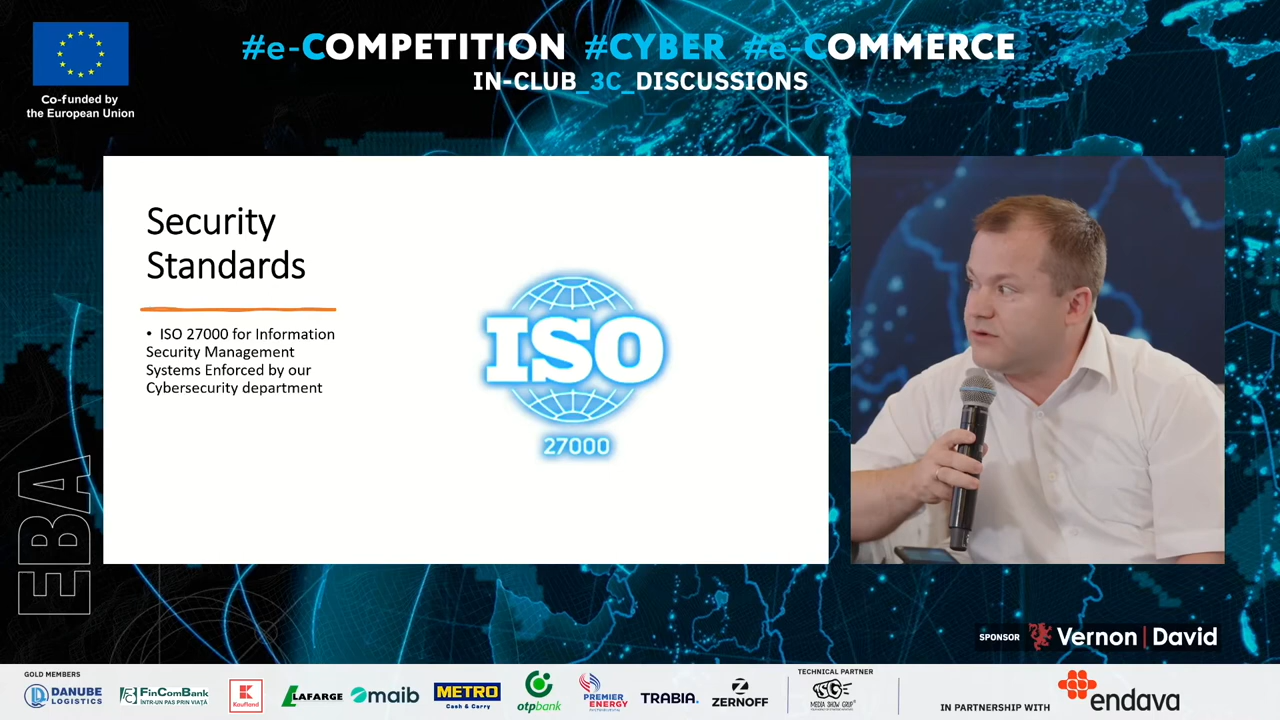 #e-COMPETITION #CYBER #e-COMMERCE
IN-CLUB_3C_DISCUSSIONS
Co-funded by
the European Union
Security
Standards
• ISO 27000 for Information
Security Management
Systems Enforced by our
Cybersecurity department
ISO
27000
EBA
SPONSOR
Vernon|David
GOLD MEMBERS
DANUBE
LOGISTICS
FinComBank
ÎNTR-UN PAS PRIN VIAȚĂ
Kaufland
LAFARGE
maib
METRO
Cash & Carry
otpbank
PREMIER
ENERGY
TRABIA.
ZERNOFF
TECHNICAL PARTNER
MEDIA SHOW GRUP
IN PARTNERSHIP WITH
endava